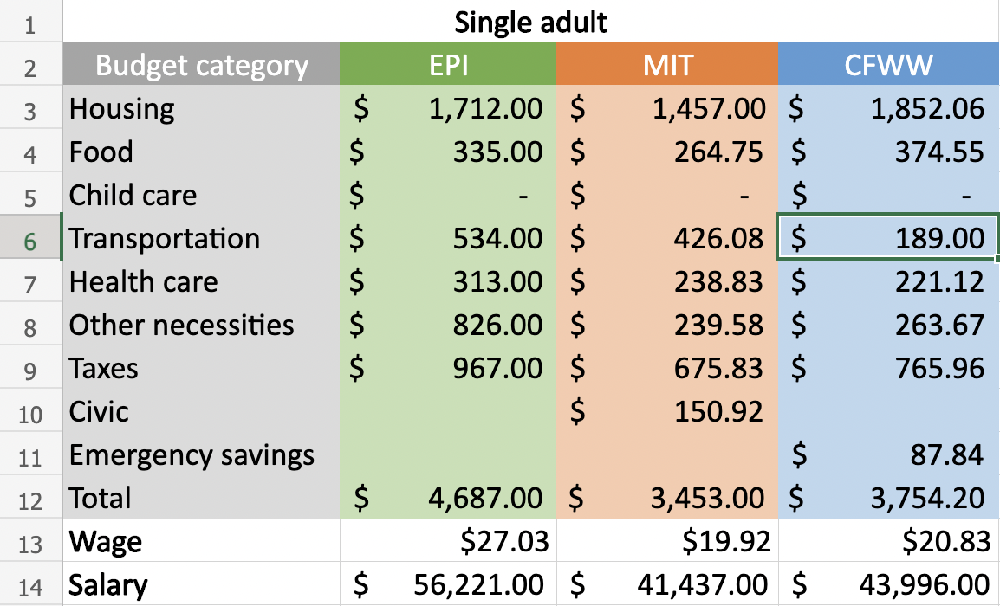 1 Single adult
2 Budget category EPI MIT CFWW
3 Housing $ 1,712.00 $ 1,457.00 $ 1,852.06
4 Food $ 335.00 $ 264.75 $ 374.55
5 Child care $ - $ - $ -
6 Transportation $ 534.00 $ 426.08 $ 189.00
7 Health care $ 313.00 $ 238.83 $ 221.12
8 Other necessities $ 826.00 $ 239.58 $ 263.67
9 Taxes $ 967.00 $ 675.83 $ 765.96
10 Civic $ 150.92
11 Emergency savings $ 87.84
12 Total $ 4,687.00 $ 3,453.00 $ 3,754.20
13 Wage $27.03 $19.92 $20.83
14 Salary $ 56,221.00 $ 41,437.00 $ 43,996.00